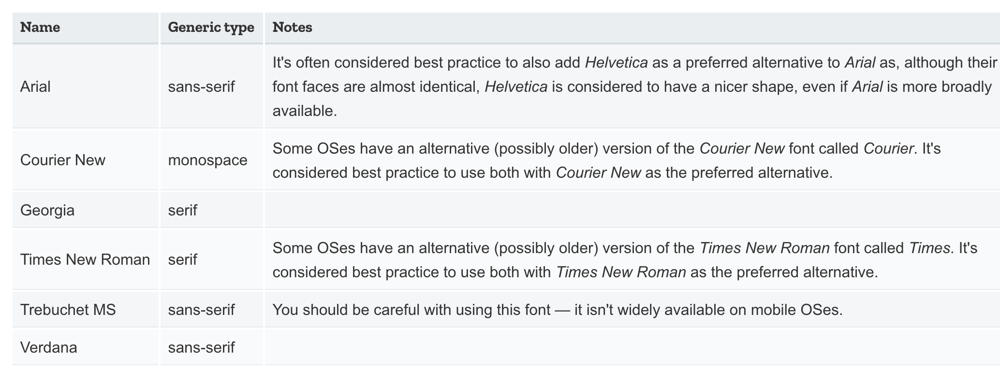 Name Generic type Notes
It's often considered best practice to also add Helvetica as a preferred alternative to Arial as, although their
Arial sans-serif font faces are almost identical, Helvetica is considered to have a nicer shape, even if Arial is more broadly
available.
Some OSes have an alternative (possibly older) version of the Courier New font called Courier. It's
Courier New monospace
considered best practice to use both with Courier New as the preferred alternative.
Georgia serif
Some OSes have an alternative (possibly older) version of the Times New Roman font called Times. It's
Times New Roman serif
considered best practice to use both with Times New Roman as the preferred alternative.
Trebuchet MS sans-serif You should be careful with using this font — it isn't widely available on mobile OSes.
Verdana sans-serif